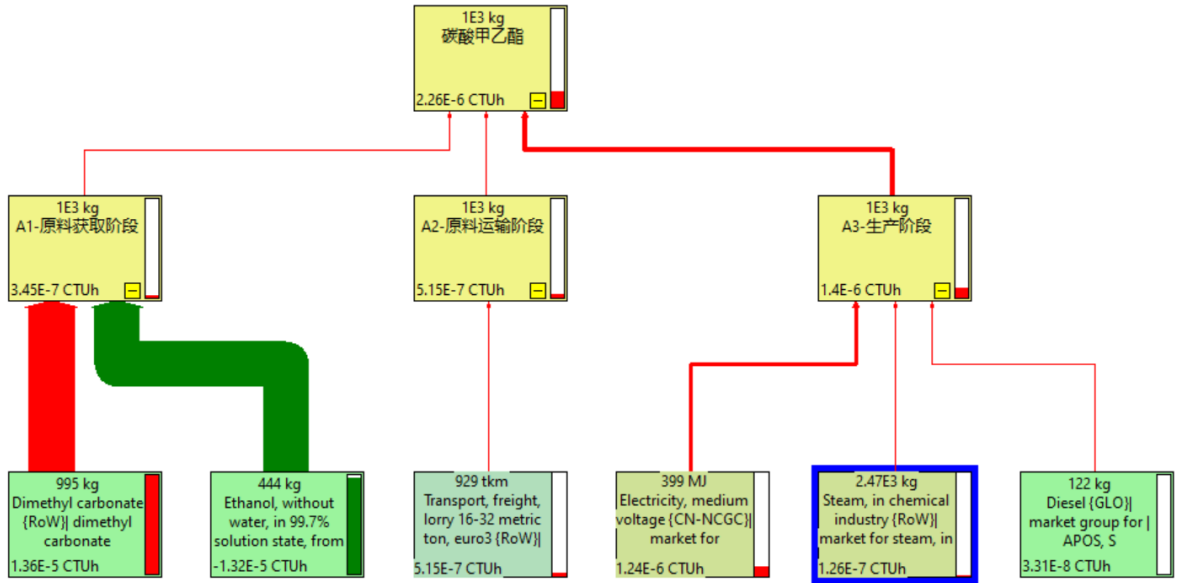 1E3 kg
碳酸甲乙酯
2.26E-6 CTUh
1E3 kg
A1-原料获取阶段
3.45E-7 CTUh
1E3 kg
A2-原料运输阶段
5.15E-7 CTUh
1E3 kg
A3-生产阶段
1.4E-6 CTUh
995 kg
Dimethyl carbonate
{RoW}| dimethyl
carbonate
1.36E-5 CTUh
444 kg
Ethanol, without
water, in 99.7%
solution state, from
-1.32E-5 CTUh
929 tkm
Transport, freight,
lorry 16-32 metric
ton, euro3 {RoW}|
5.15E-7 CTUh
399 MJ
Electricity, medium
voltage {CN-NCGC}|
market for
1.24E-6 CTUh
2.47E3 kg
Steam, in chemical
industry {RoW}|
market for steam, in
1.26E-7 CTUh
122 kg
Diesel {GLO}|
market group for |
APOS, S
3.31E-8 CTUh